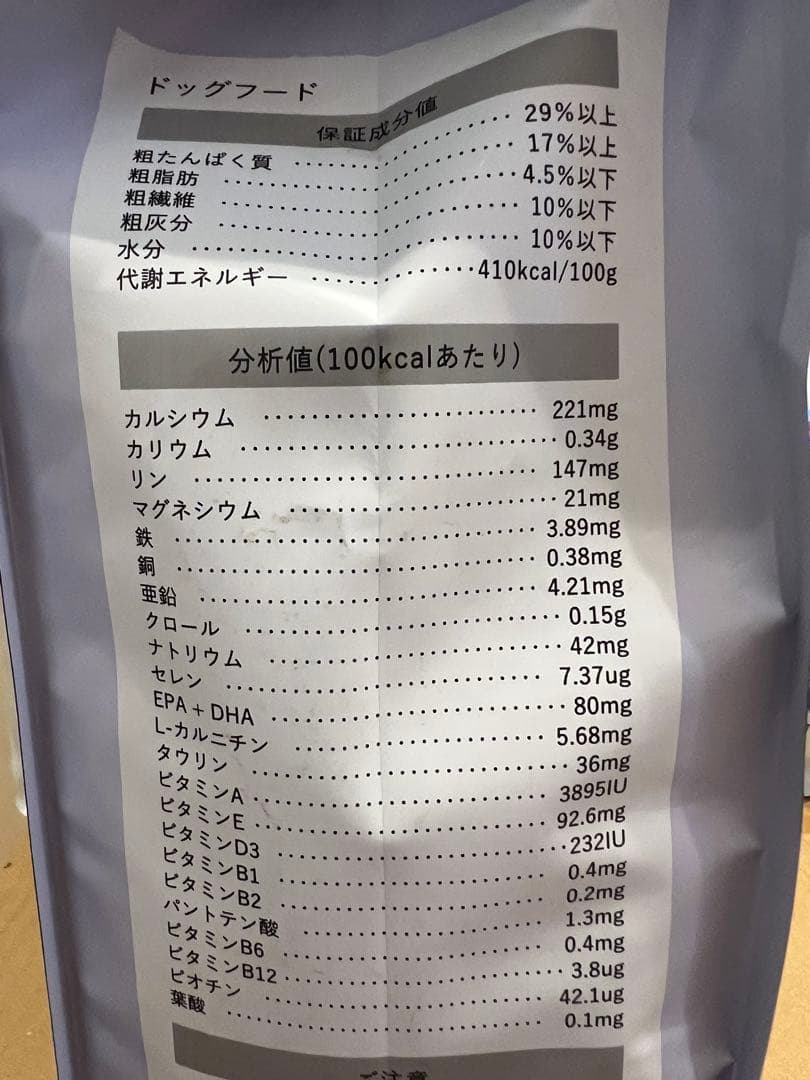 ドッグフード
保証成分値
粗たんぱく質 29%以上
粗脂肪 17%以上
粗繊維 4.5%以下
粗灰分 10%以下
水分 10%以下
代謝エネルギー 410kcal/100g
分析値(100kcalあたり)
カルシウム 221mg
カリウム 0.34g
リン 147mg
マグネシウム 21mg
鉄 3.89mg
銅 0.38mg
亜鉛 4.21mg
クロール 0.15g
ナトリウム 42mg
セレン 7.37ug
EPA + DHA 80mg
L-カルニチン 5.68mg
タウリン 36mg
ビタミンA 3895IU
ビタミンE 92.6mg
ビタミンD3 232IU
ビタミンB1 0.4mg
ビタミンB2 0.2mg
パントテン酸 1.3mg
ビタミンB6 0.4mg
ビタミンB12 3.8ug
ビオチン 42.1ug
葉酸 0.1mg
ご注意